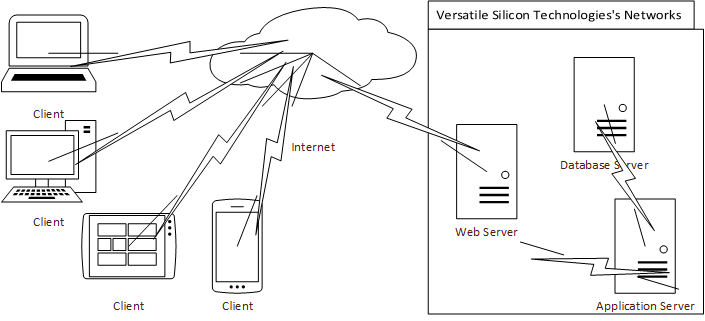 Versatile Silicon Technologies's Networks
Client
Internet
Database Server
Client
Web Server
Client
Client
Application Server